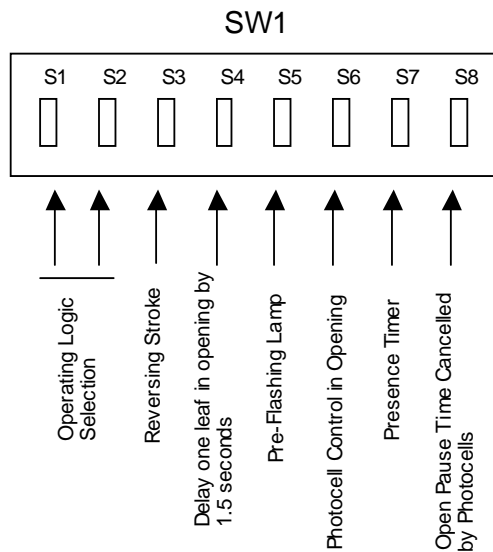 SW1
S1 S2 S3 S4 S5 S6 S7 S8
Operating Logic
Selection
Reversing Stroke
Delay one leaf in opening by
1.5 seconds
Pre-Flashing Lamp
Photocell Control in Opening
Presence Timer
Open Pause Time Cancelled
by Photocells